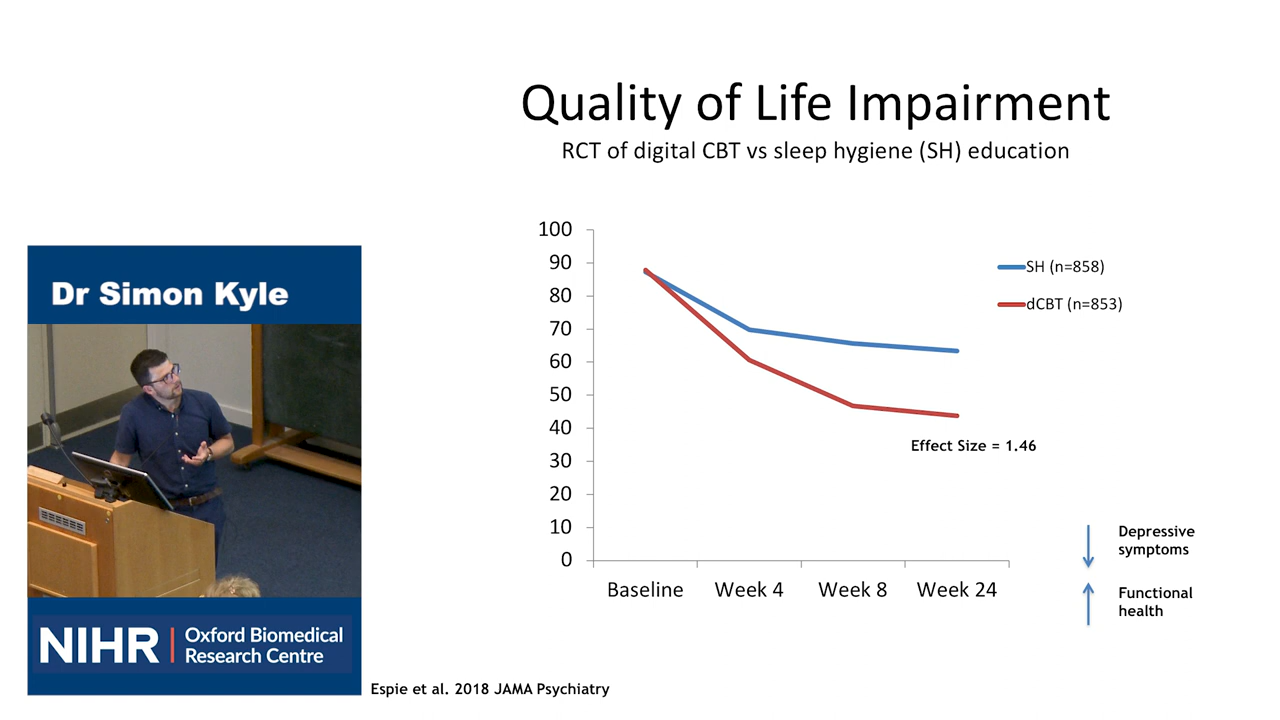 Quality of Life Impairment
RCT of digital CBT vs sleep hygiene (SH) education
Dr Simon Kyle
NIHR | Oxford Biomedical
Research Centre
100
90
80
70
60
50
40
30
20
10
0
Baseline
Week 4
Week 8
Week 24
SH (n=858)
dCBT (n=853)
Effect Size = 1.46
Depressive
symptoms
Functional
health
Espie et al. 2018 JAMA Psychiatry